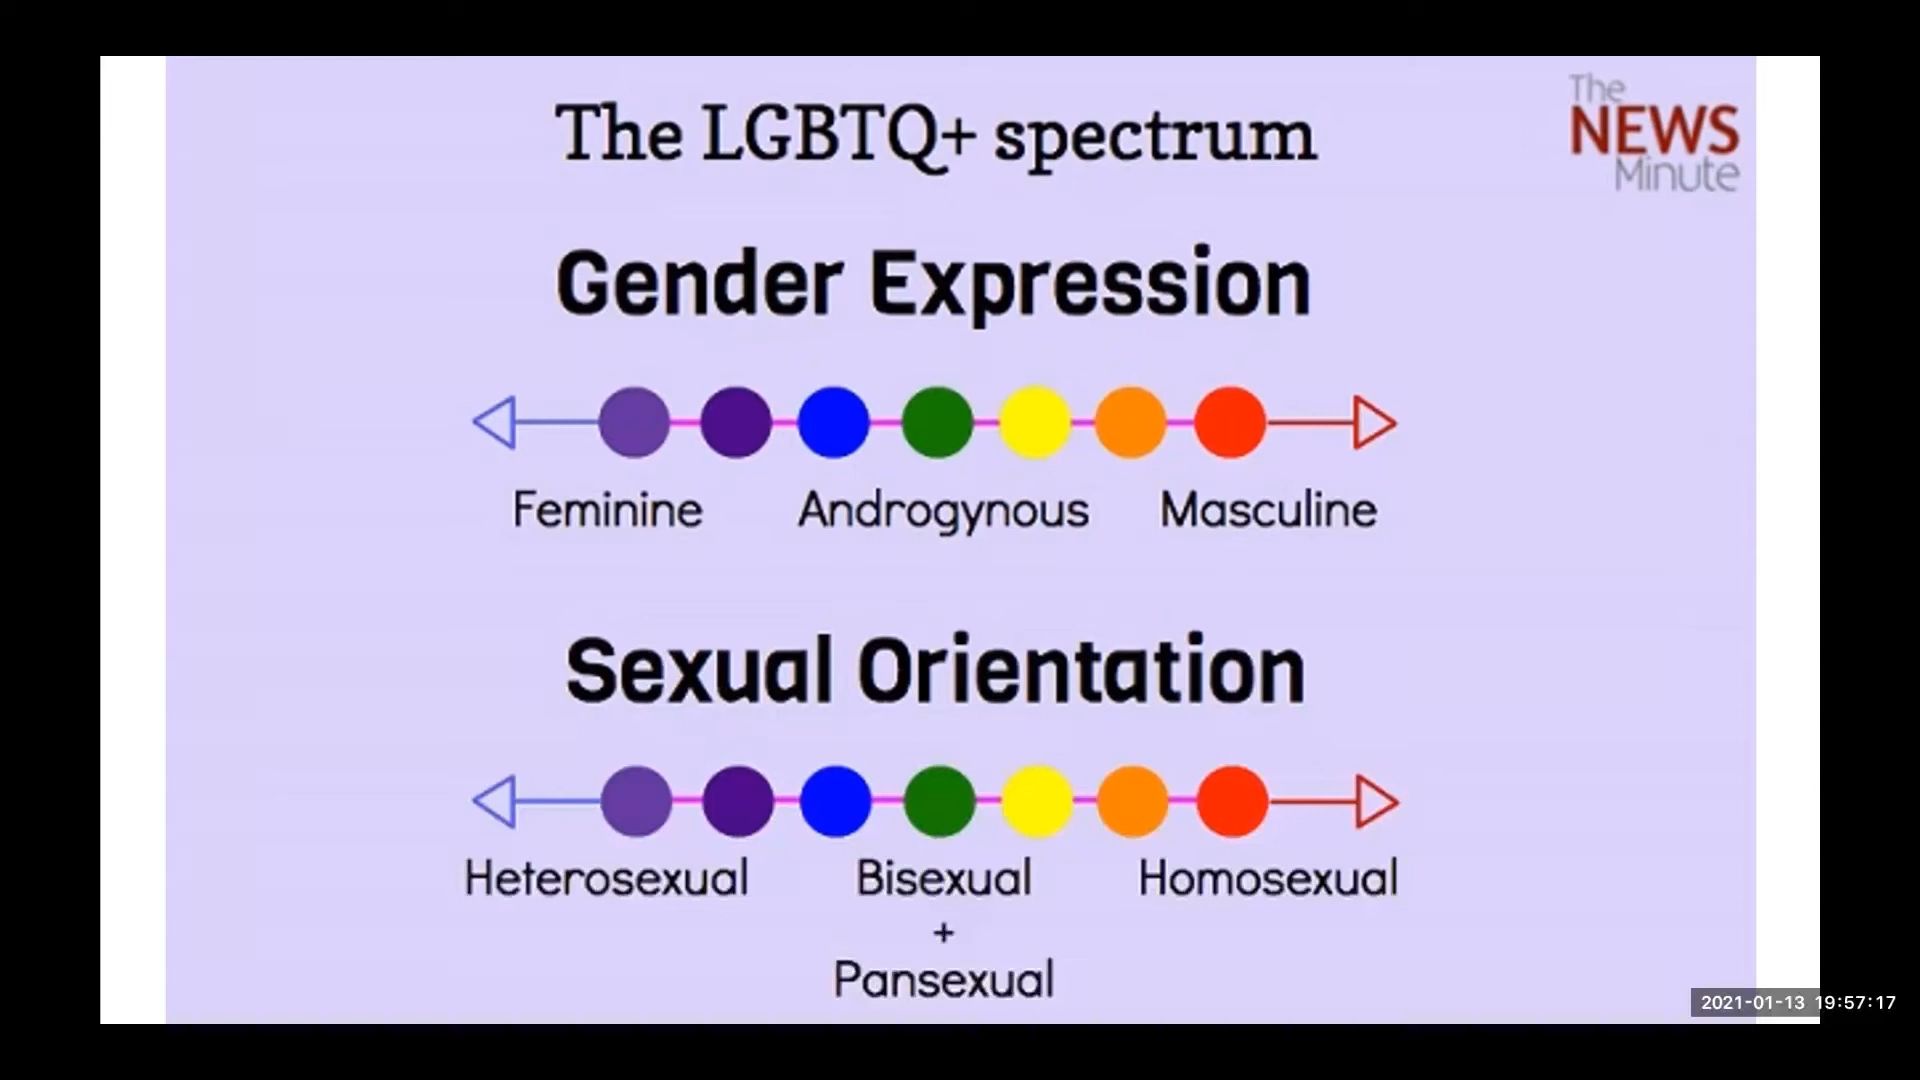 The LGBTQ+ spectrum
The
NEWS
Minute
Gender Expression
Feminine Androgynous Masculine
Sexual Orientation
Heterosexual Bisexual Homosexual
+
Pansexual
2021-01-13 19:57:17